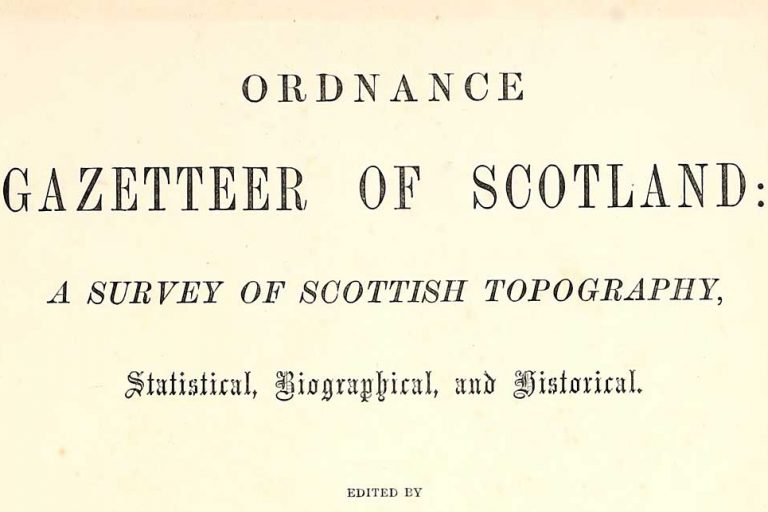 ORDNANCE
GAZETTEER OF SCOTLAND:
A SURVEY OF SCOTTISH TOPOGRAPHY,
Statistical, Biographical, and Historical.
EDITED BY